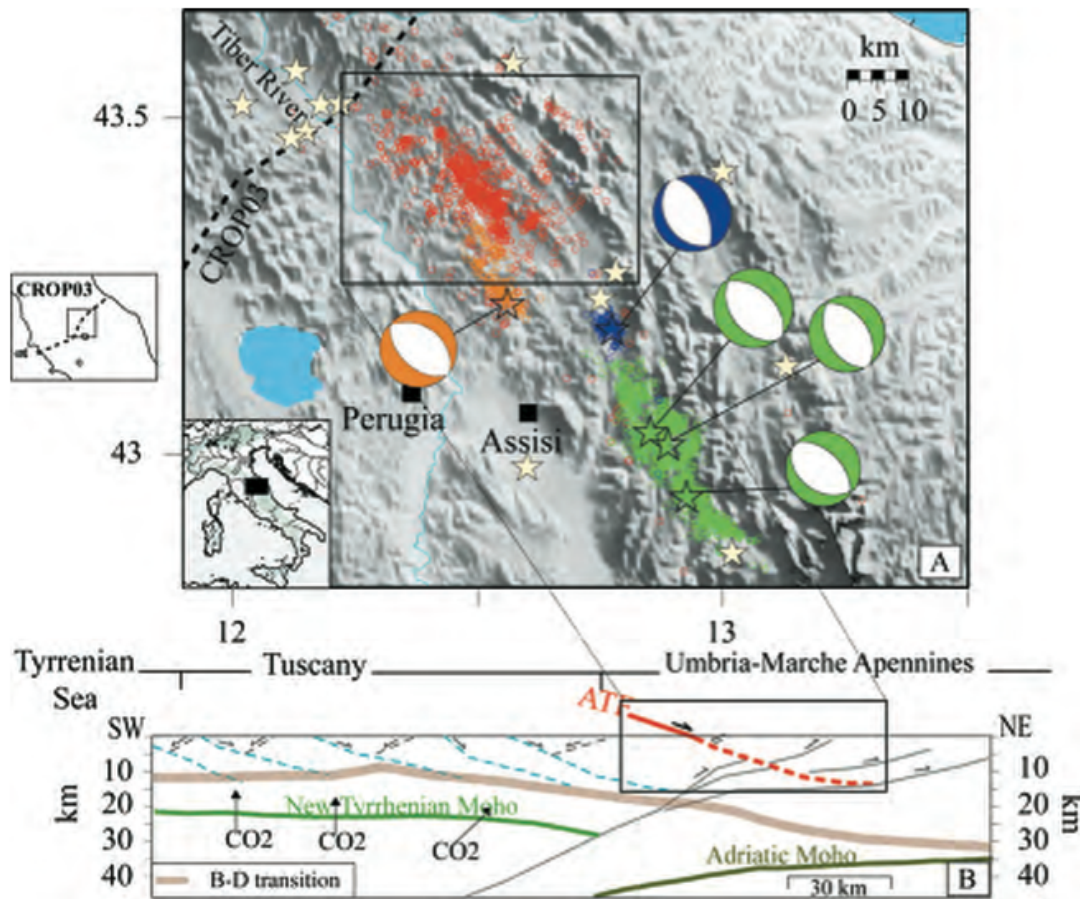 km
0 5 10
Tiber River
43.5
CROP03
CROP03
Perugia
Assisi
43
A
12
13
Tyrrenian
Sea
Tuscany
Umbria-Marche Apennines
ATF
SW
NE
10
20
30
40
km
10
20
30
40
km
New Tyrrhenian Moho
CO2
CO2
CO2
Adriatic Moho
B-D transition
30 km
B